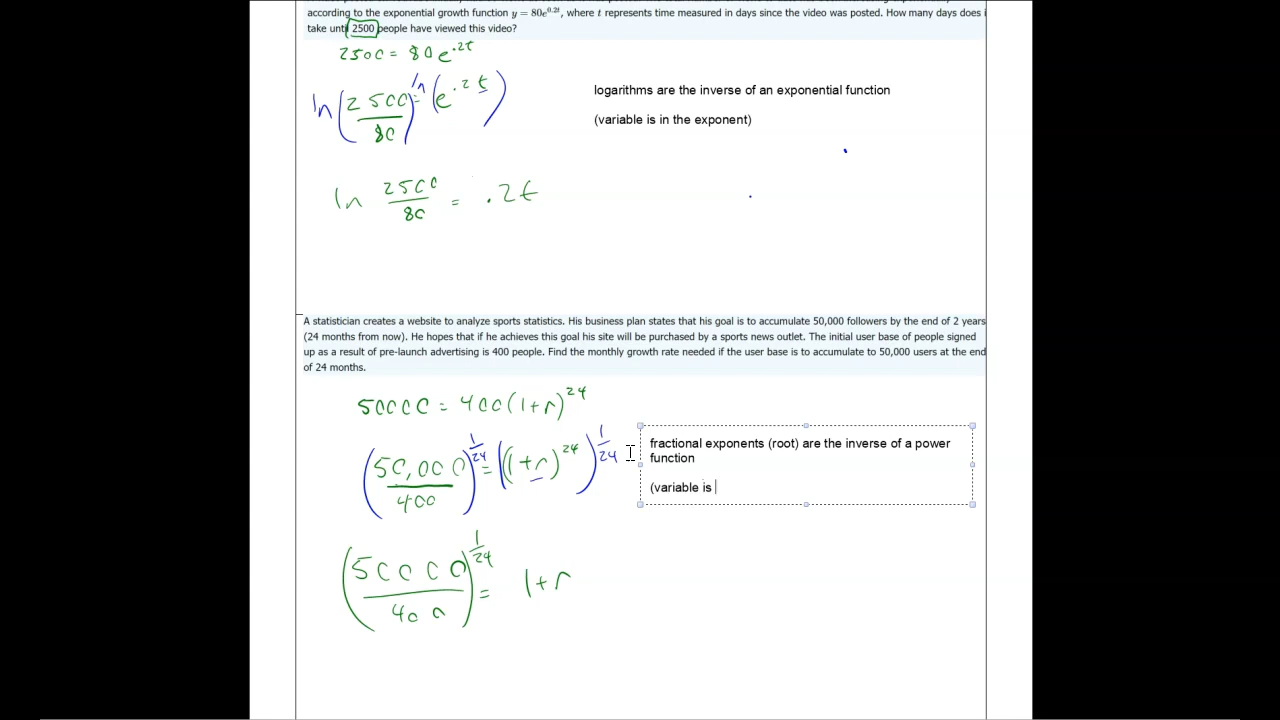 according to the exponential growth function y = 80e^0.2t, where t represents time measured in days since the video was posted. How many days does i
take until 2500 people have viewed this video?
2500 = 80e^.2t
ln(2500/80) = ln(e^.2t)
logarithms are the inverse of an exponential function
(variable is in the exponent)
ln 2500/80 = .2t
A statistician creates a website to analyze sports statistics. His business plan states that his goal is to accumulate 50,000 followers by the end of 2 years
(24 months from now). He hopes that if he achieves this goal his site will be purchased by a sports news outlet. The initial user base of people signed
up as a result of pre-launch advertising is 400 people. Find the monthly growth rate needed if the user base is to accumulate to 50,000 users at the end
of 24 months.
50000 = 400(1+r)^24
(50,000/400)^1/24 = ((1+r)^24)^1/24
fractional exponents (root) are the inverse of a power
function
(variable is
(50000/400)^1/24 = 1+r